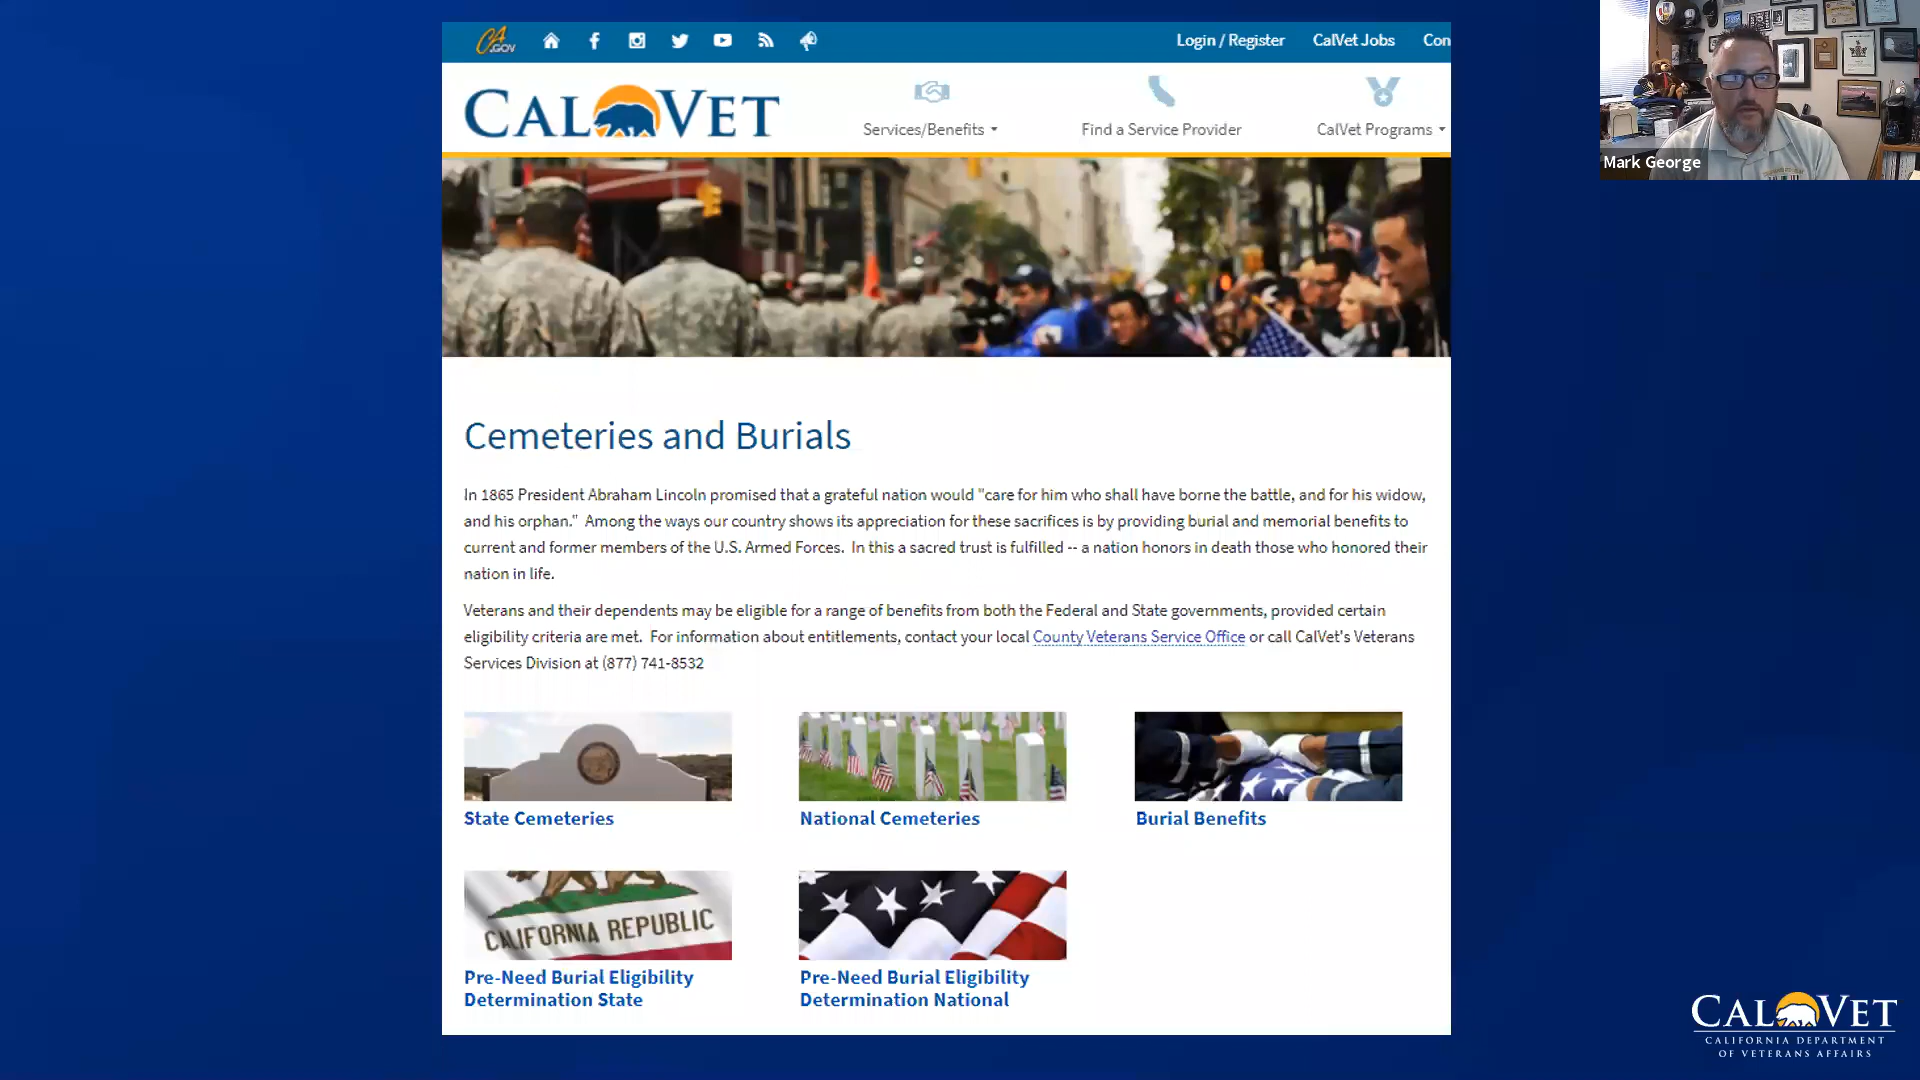 CA
.GOV
Login / Register
CalVet Jobs
Con
CALVET
Services/Benefits
Find a Service Provider
CalVet Programs
Mark George
Cemeteries and Burials
In 1865 President Abraham Lincoln promised that a grateful nation would "care for him who shall have borne the battle, and for his widow,
and his orphan." Among the ways our country shows its appreciation for these sacrifices is by providing burial and memorial benefits to
current and former members of the U.S. Armed Forces. In this a sacred trust is fulfilled -- a nation honors in death those who honored their
nation in life.
Veterans and their dependents may be eligible for a range of benefits from both the Federal and State governments, provided certain
eligibility criteria are met. For information about entitlements, contact your local County Veterans Service Office or call CalVet's Veterans
Services Division at (877) 741-8532
State Cemeteries
National Cemeteries
Burial Benefits
CALIFORNIA REPUBLIC
Pre-Need Burial Eligibility
Determination State
Pre-Need Burial Eligibility
Determination National
CALVET
CALIFORNIA DEPARTMENT
OF VETERANS AFFAIRS